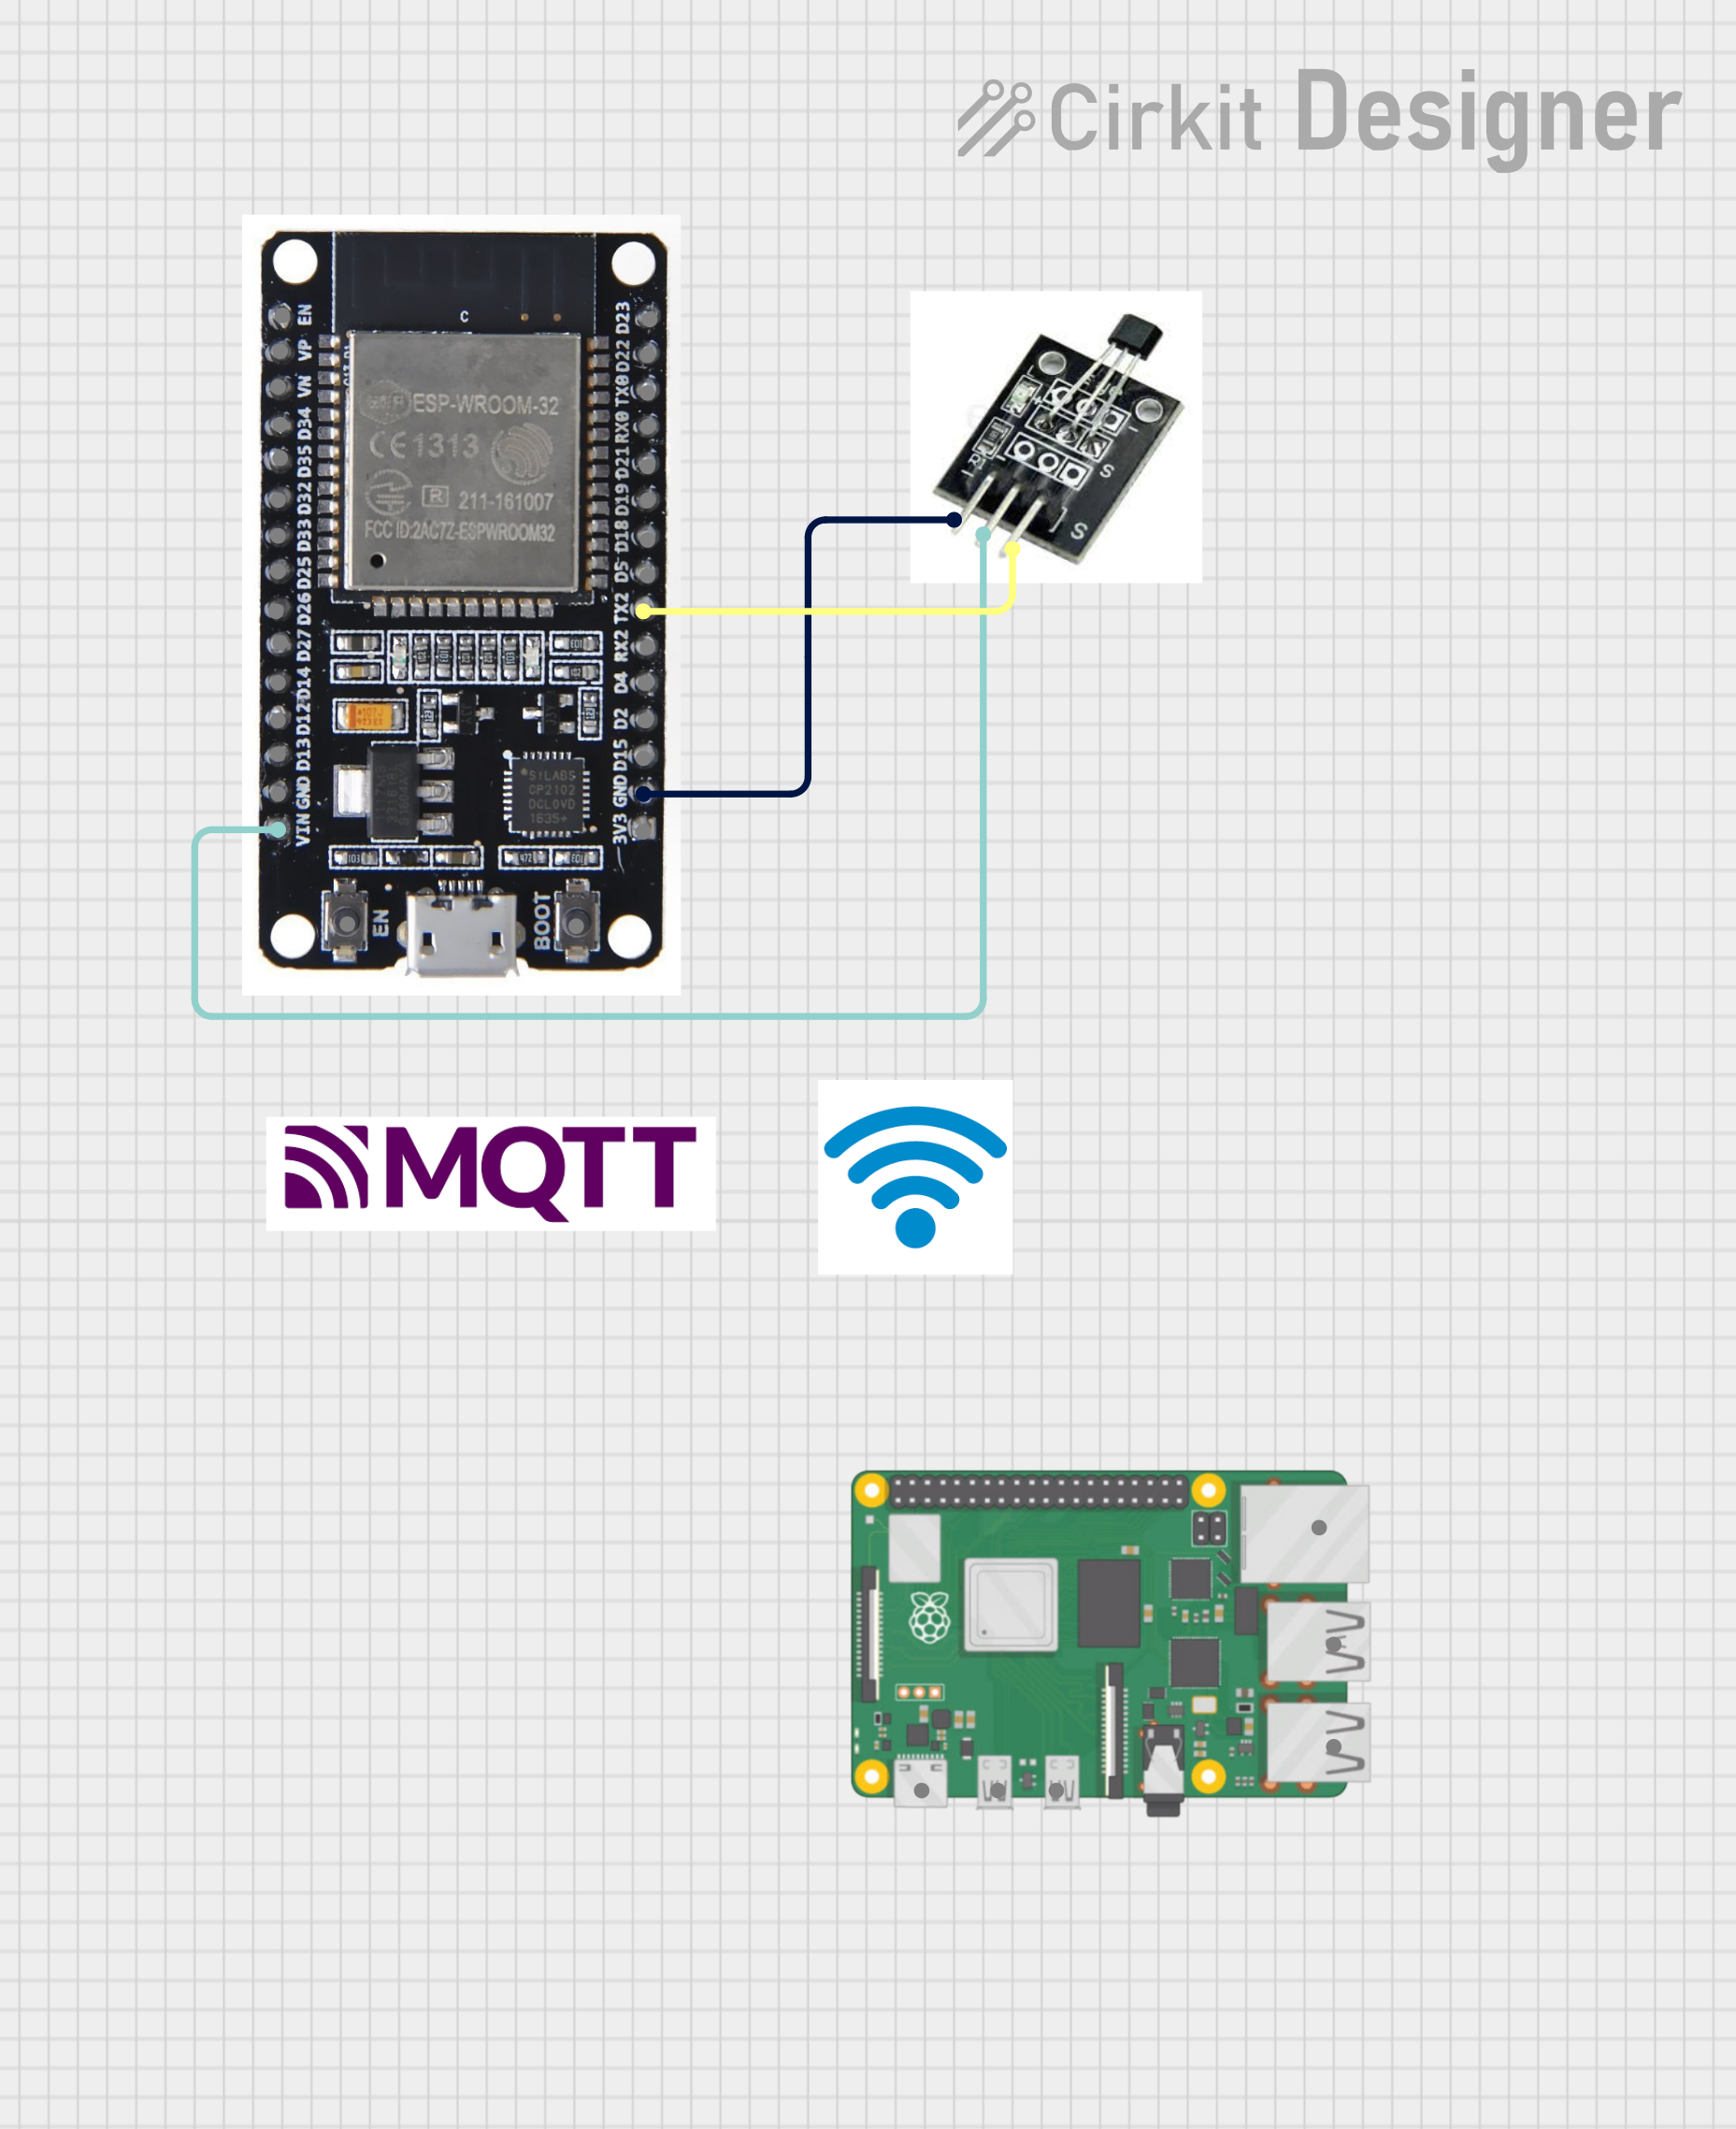 Cirkit Designer
EN
VP
VN
D34
D35
D32
D33
D25
D26
D27
D14
D12
D13
GND
VIN
D23
D22
TX0
RX0
D21
D19
D18
D5
TX2
RX2
D4
D2
D15
GND
3V3
C
ESP-WROOM-32
CE 1313
R 211-161007
FCC ID:2AC7Z-ESPWROOM32
SILABS
CP2102
DCL0VD
1635+
EN
BOOT
S
S
MQTT